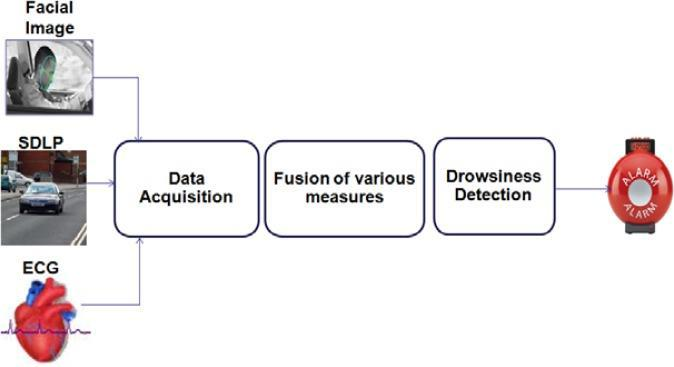 Facial
Image
SDLP
ECG
Data
Acquisition
Fusion of various
measures
Drowsiness
Detection
ALARM
ALARM